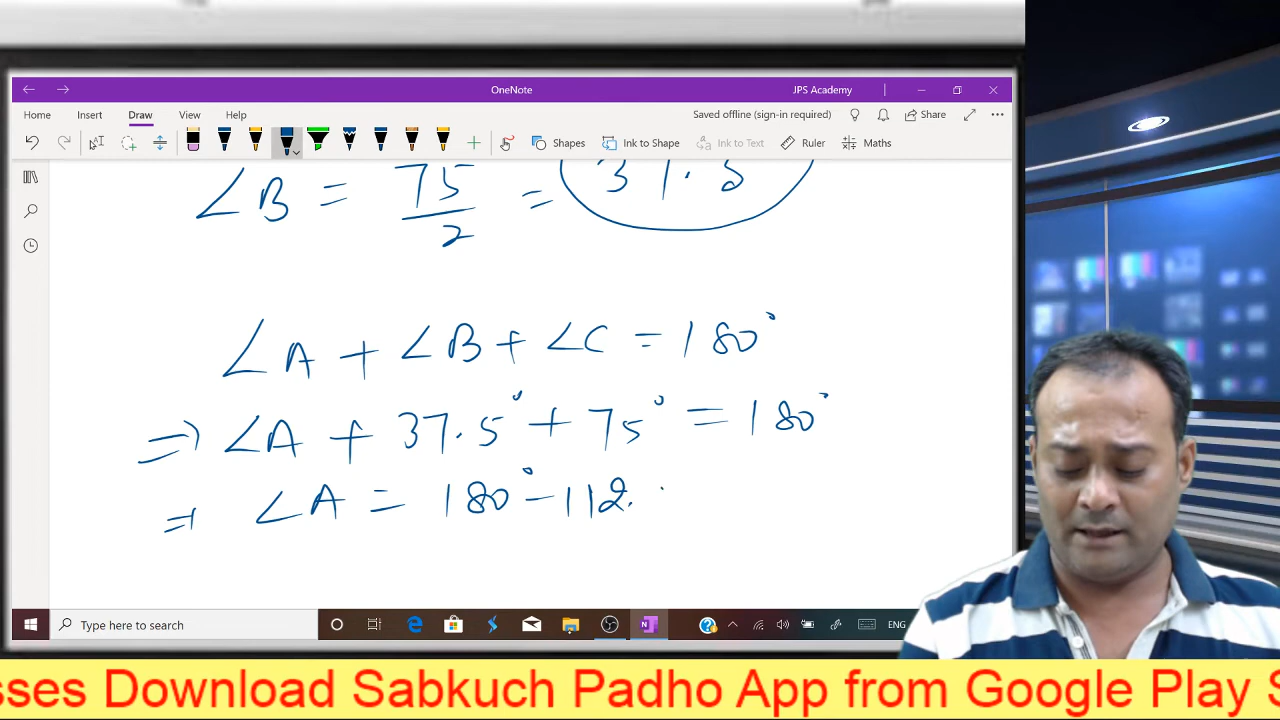 OneNote
JPS Academy
Home Insert Draw View Help
Saved offline (sign-in required) Share
Shapes Ink to Shape Ink to Text Ruler Maths
∠B = 75/2 = 37.5
∠A + ∠B + ∠C = 180°
⇒ ∠A + 37.5° + 75° = 180°
⇒ ∠A = 180° - 112.
Type here to search
ENG
sses Download Sabkuch Padho App from Google Play S